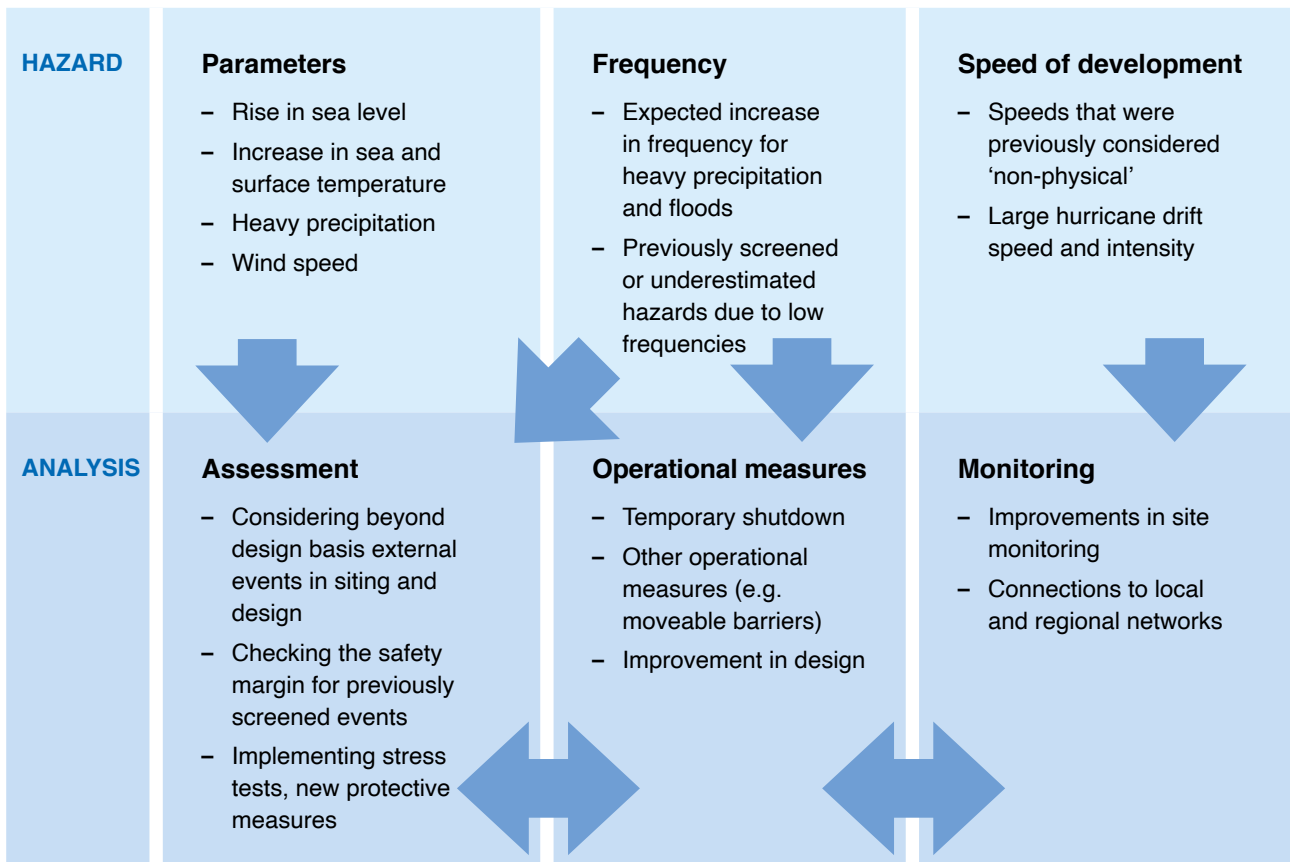 HAZARD
Parameters
– Rise in sea level
– Increase in sea and
surface temperature
– Heavy precipitation
– Wind speed
Frequency
– Expected increase
in frequency for
heavy precipitation
and floods
– Previously screened
or underestimated
hazards due to low
frequencies
Speed of development
– Speeds that were
previously considered
‘non-physical’
– Large hurricane drift
speed and intensity
ANALYSIS
Assessment
– Considering beyond
design basis external
events in siting and
design
– Checking the safety
margin for previously
screened events
– Implementing stress
tests, new protective
measures
Operational measures
– Temporary shutdown
– Other operational
measures (e.g.
moveable barriers)
– Improvement in design
Monitoring
– Improvements in site
monitoring
– Connections to local
and regional networks